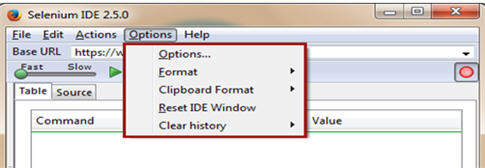 Selenium IDE 2.5.0
File Edit Actions Options Help
Base URL https://w
Fast Slow
Options...
Format
Clipboard Format
Reset IDE Window
Clear history
Table Source
Command Value